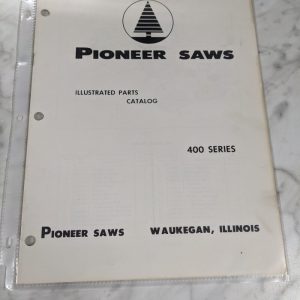 PIONEER SAWS
ILLUSTRATED PARTS
CATALOG
400 SERIES
PIONEER SAWS WAUKEGAN, ILLINOIS